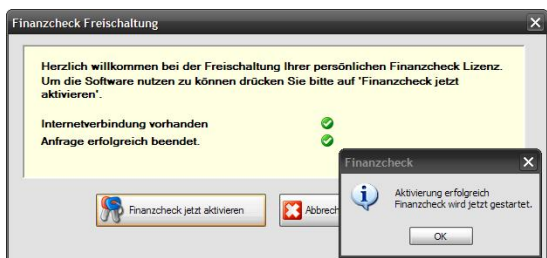 Finanzcheck Freischaltung
Herzlich willkommen bei der Freischaltung Ihrer persönlichen Finanzcheck Lizenz.
Um die Software nutzen zu können drücken Sie bitte auf 'Finanzcheck jetzt
aktivieren'.
Internetverbindung vorhanden
Anfrage erfolgreich beendet.
Finanzcheck jetzt aktivieren
Abbrech
Finanzcheck
Aktivierung erfolgreich
Finanzcheck wird jetzt gestartet.
OK